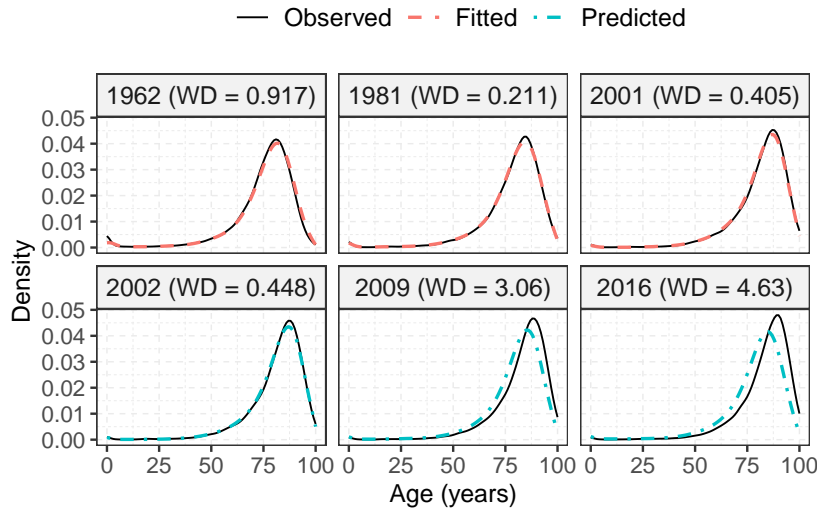 Observed Fitted Predicted
1962 (WD = 0.917) 1981 (WD = 0.211) 2001 (WD = 0.405)
0.05
0.04
0.03
0.02
0.01
0.00
Density
2002 (WD = 0.448) 2009 (WD = 3.06) 2016 (WD = 4.63)
0.05
0.04
0.03
0.02
0.01
0.00
0 25 50 75 100 0 25 50 75 100 0 25 50 75 100
Age (years)